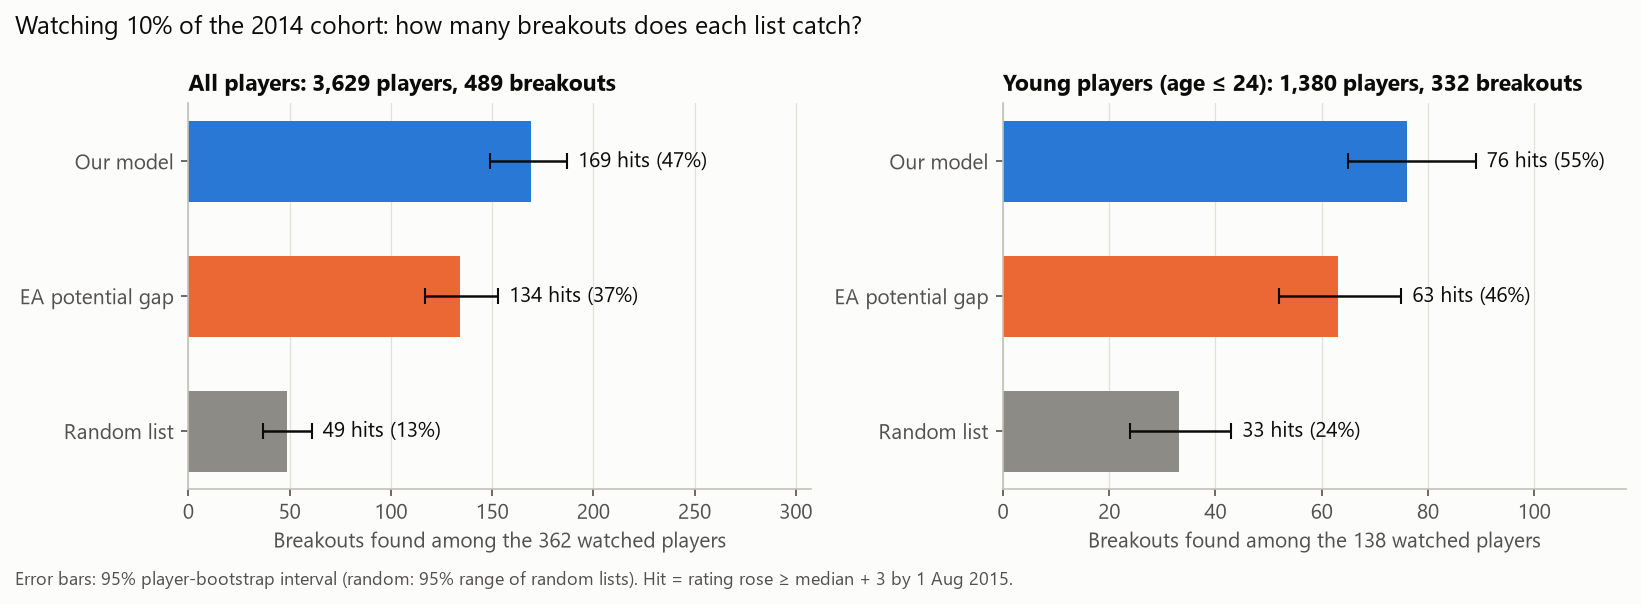 Watching 10% of the 2014 cohort: how many breakouts does each list catch?
All players: 3,629 players, 489 breakouts
Our model
169 hits (47%)
EA potential gap
134 hits (37%)
Random list
49 hits (13%)
0 50 100 150 200 250 300
Breakouts found among the 362 watched players
Young players (age ≤ 24): 1,380 players, 332 breakouts
Our model
76 hits (55%)
EA potential gap
63 hits (46%)
Random list
33 hits (24%)
0 20 40 60 80 100
Breakouts found among the 138 watched players
Error bars: 95% player-bootstrap interval (random: 95% range of random lists). Hit = rating rose ≥ median + 3 by 1 Aug 2015.